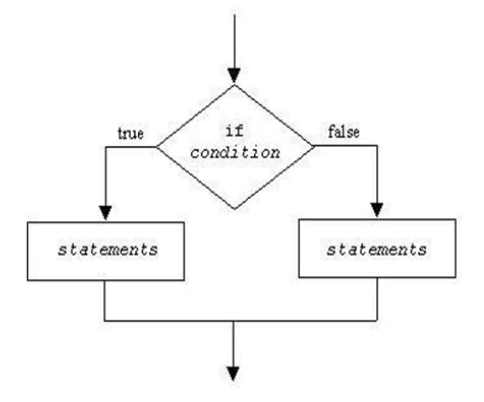 if
condition
true
false
statements
statements